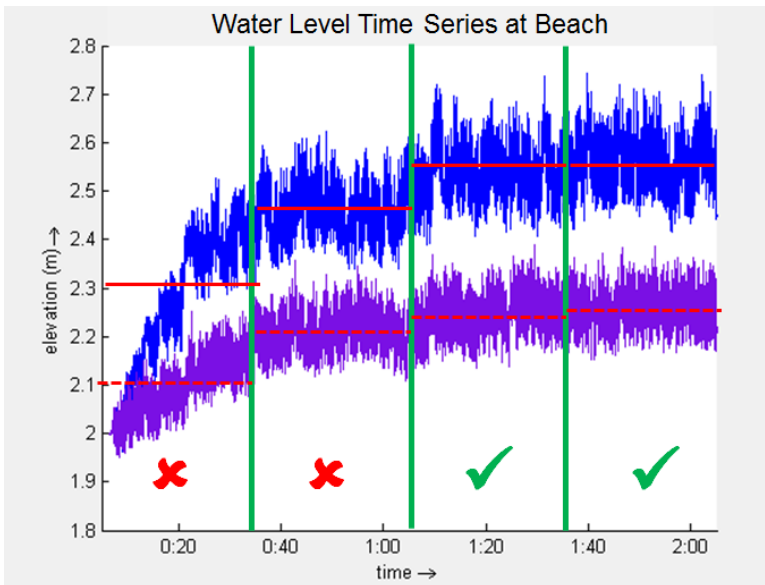 Water Level Time Series at Beach
2.8
2.7
2.6
2.5
2.4
2.3
2.2
2.1
2
1.9
1.8
elevation (m) →
0:20 0:40 1:00 1:20 1:40 2:00
time →